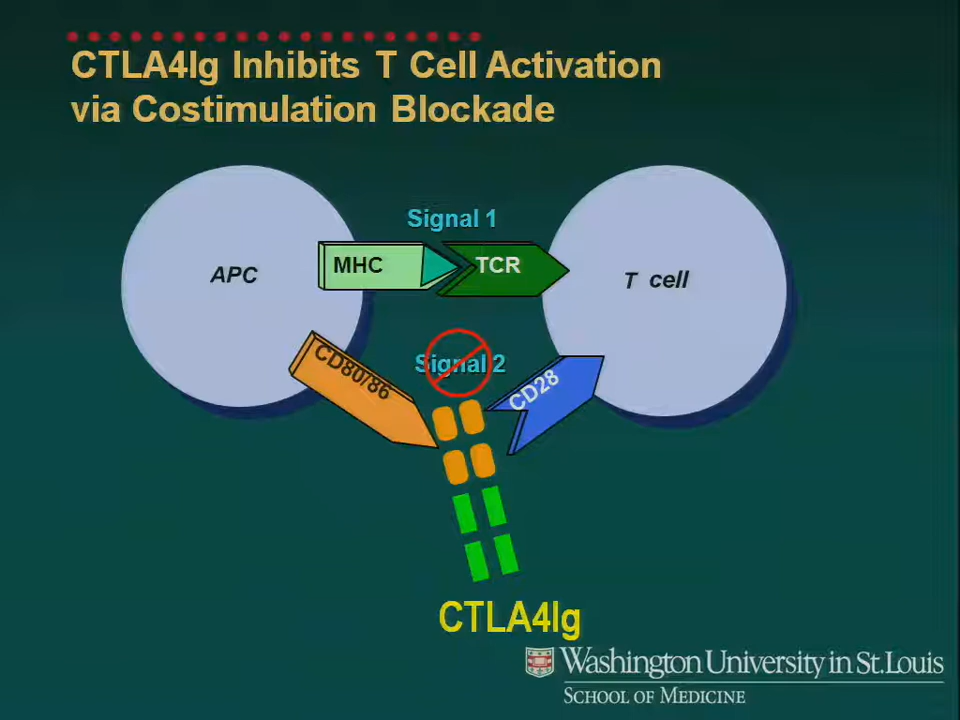 CTLA4Ig Inhibits T Cell Activation
via Costimulation Blockade
Signal 1
APC
MHC
TCR
T cell
Signal 2
CD80/86
CD28
CTLA4Ig
Washington University in St. Louis
SCHOOL OF MEDICINE